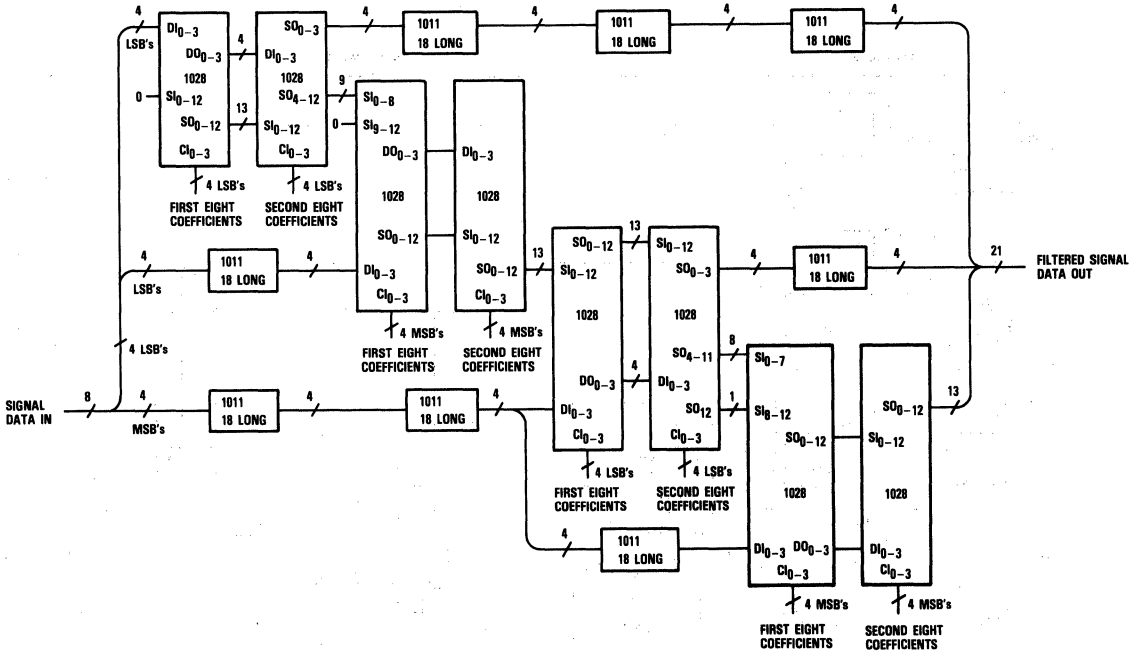 4
LSB's
DI0–3
DO0–3
1028
SI0–12
SO0–12
CI0–3
0
4 LSB's
FIRST EIGHT
COEFFICIENTS
4
13
SO0–3
DI0–3
1028
SO4–12
SI0–12
CI0–3
4 LSB's
SECOND EIGHT
COEFFICIENTS
4
1011
18 LONG
4
1011
18 LONG
4
1011
18 LONG
4
9
0
SI0–8
SI9–12
DO0–3
1028
SO0–12
DI0–3
CI0–3
4 MSB's
FIRST EIGHT
COEFFICIENTS
DI0–3
1028
SI0–12
SO0–12
CI0–3
4 MSB's
SECOND EIGHT
COEFFICIENTS
4
LSB's
1011
18 LONG
4
4 LSB's
13
SO0–12
SI0–12
1028
DO0–3
DI0–3
CI0–3
4 LSB's
FIRST EIGHT
COEFFICIENTS
13
4
SI0–12
SO0–3
1028
SO4–11
DI0–3
SO12
CI0–3
4 LSB's
SECOND EIGHT
COEFFICIENTS
4
1011
18 LONG
4
21
FILTERED SIGNAL
DATA OUT
8
1
SI0–7
SI8–12
SO0–12
1028
DI0–3
DO0–3
CI0–3
4 MSB's
FIRST EIGHT
COEFFICIENTS
SO0–12
SI0–12
1028
DI0–3
CI0–3
4 MSB's
SECOND EIGHT
COEFFICIENTS
13
SIGNAL
DATA IN
8
4
MSB's
1011
18 LONG
4
1011
18 LONG
4
4
1011
18 LONG